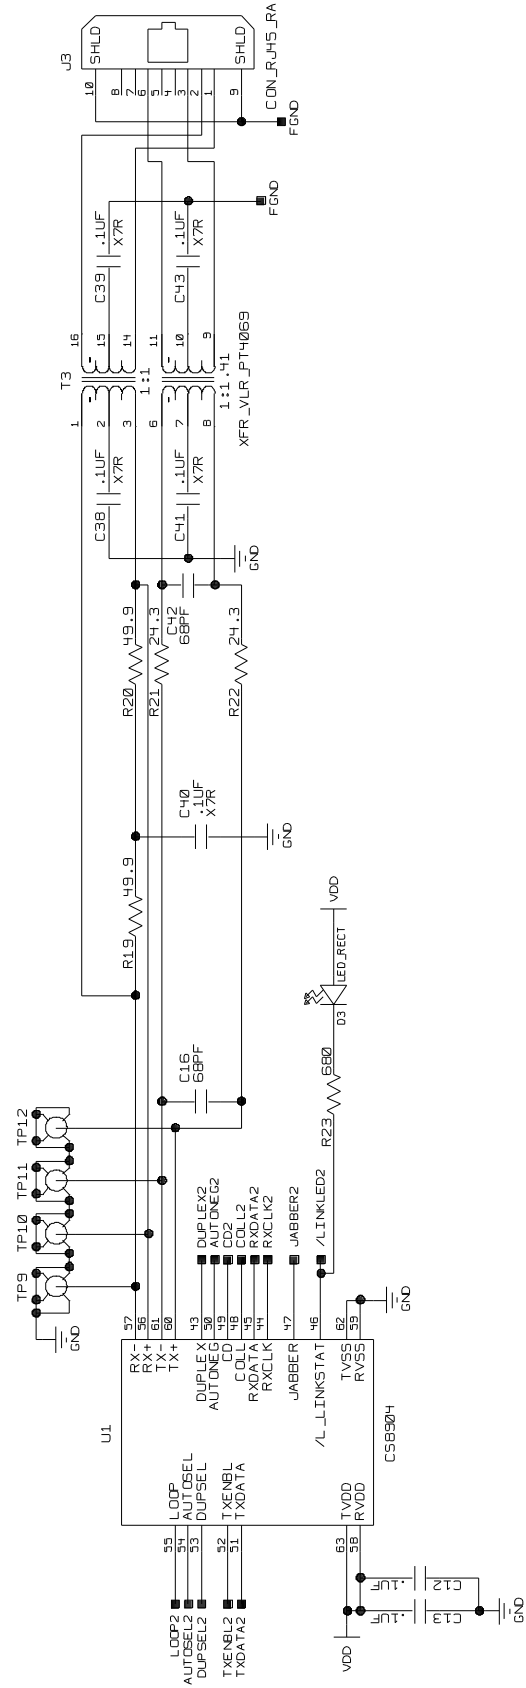 J3
SHLD
SHLD
CON_RJ45_RA
10
8
7
6
5
4
3
2
1
9
FGND
FGND
.1UF
X7R
C39
.1UF
X7R
C43
16
15
14
11
10
9
T3
1:1
1:1.41
XFR_VLR_PT4069
1
2
3
6
7
8
.1UF
X7R
C38
.1UF
X7R
C41
GND
49.9
R20
24.3
R21
C42
68PF
24.3
R22
C40
.1UF
X7R
GND
49.9
R19
VDD
LED_RECT
D3
680
R23
C16
68PF
TP12
TP11
TP10
TP9
GND
DUPLEX2
AUTONEG2
CD2
COLL2
RXDATA2
RXCLK2
JABBER2
/LINKLED2
57
56
61
60
43
50
49
48
45
44
47
46
62
59
GND
RX-
RX+
TX-
TX+
DUPLEX
AUTONEG
CD
COLL
RXDATA
RXCLK
JABBER
/L_LINKSTAT
TVSS
RVSS
U1
CS8904
LOOP
AUTOSEL
DUPSEL
TXENBL
TXDATA
TVDD
RVDD
55
54
53
52
51
63
58
LOOP2
AUTOSEL2
DUPSEL2
TXENBL2
TXDATA2
.1UF
C12
.1UF
C13
VDD
GND